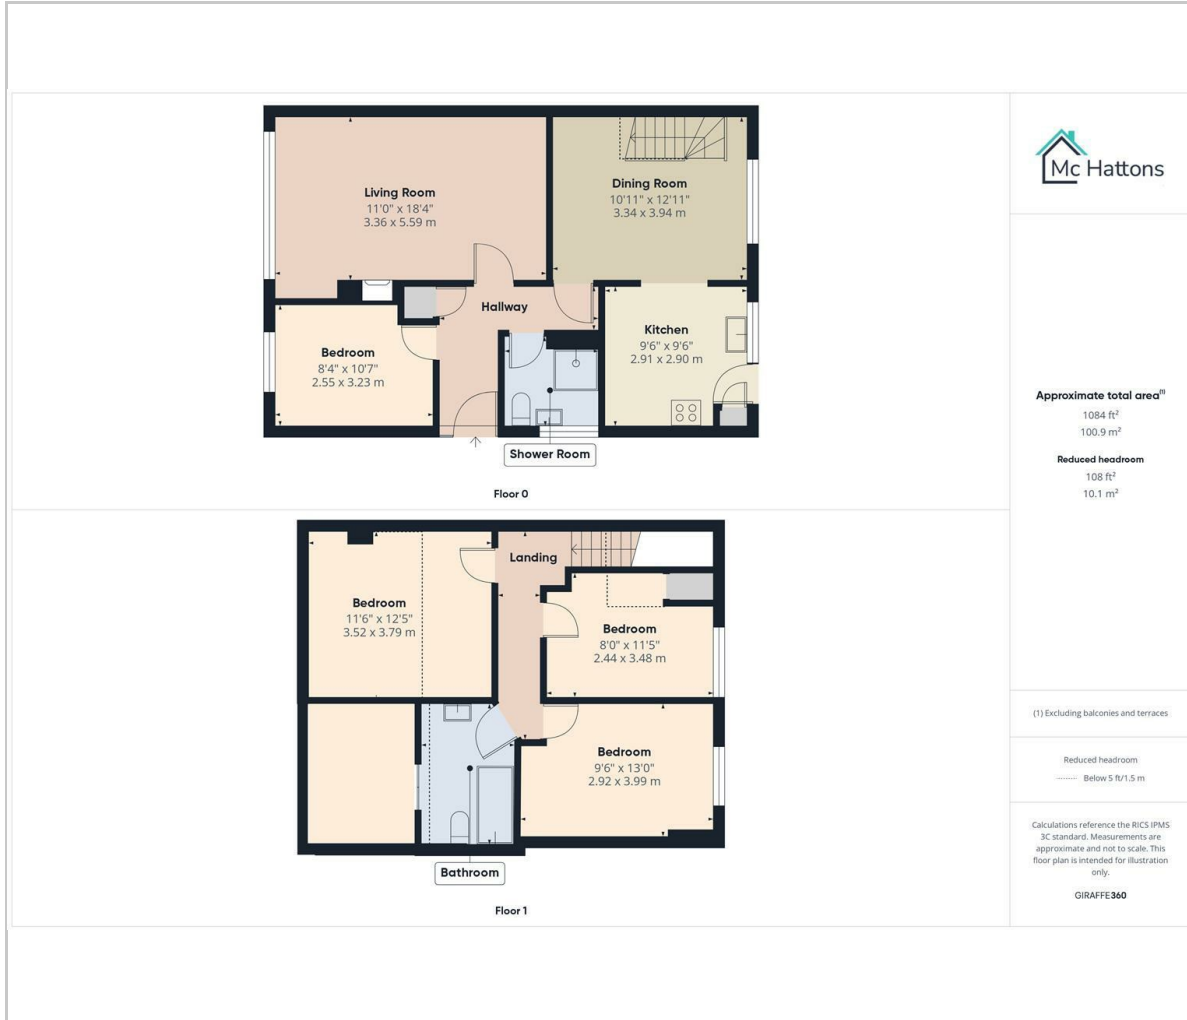 Living Room
11'0" x 18'4"
3.36 x 5.59 m
Dining Room
10'11" x 12'11"
3.34 x 3.94 m
Hallway
Kitchen
9'6" x 9'6"
2.91 x 2.90 m
Bedroom
8'4" x 10'7"
2.55 x 3.23 m
Shower Room
Floor 0
Landing
Bedroom
11'6" x 12'5"
3.52 x 3.79 m
Bedroom
8'0" x 11'5"
2.44 x 3.48 m
Bedroom
9'6" x 13'0"
2.92 x 3.99 m
Bathroom
Floor 1
Mc Hattons
Approximate total area(1)
1084 ft²
100.9 m²
Reduced headroom
108 ft²
10.1 m²
(1) Excluding balconies and terraces
Reduced headroom
Below 5 ft/1.5 m
Calculations reference the RICS IPMS
3C standard. Measurements are
approximate and not to scale. This
floor plan is intended for illustration
only.
GIRAFFE360